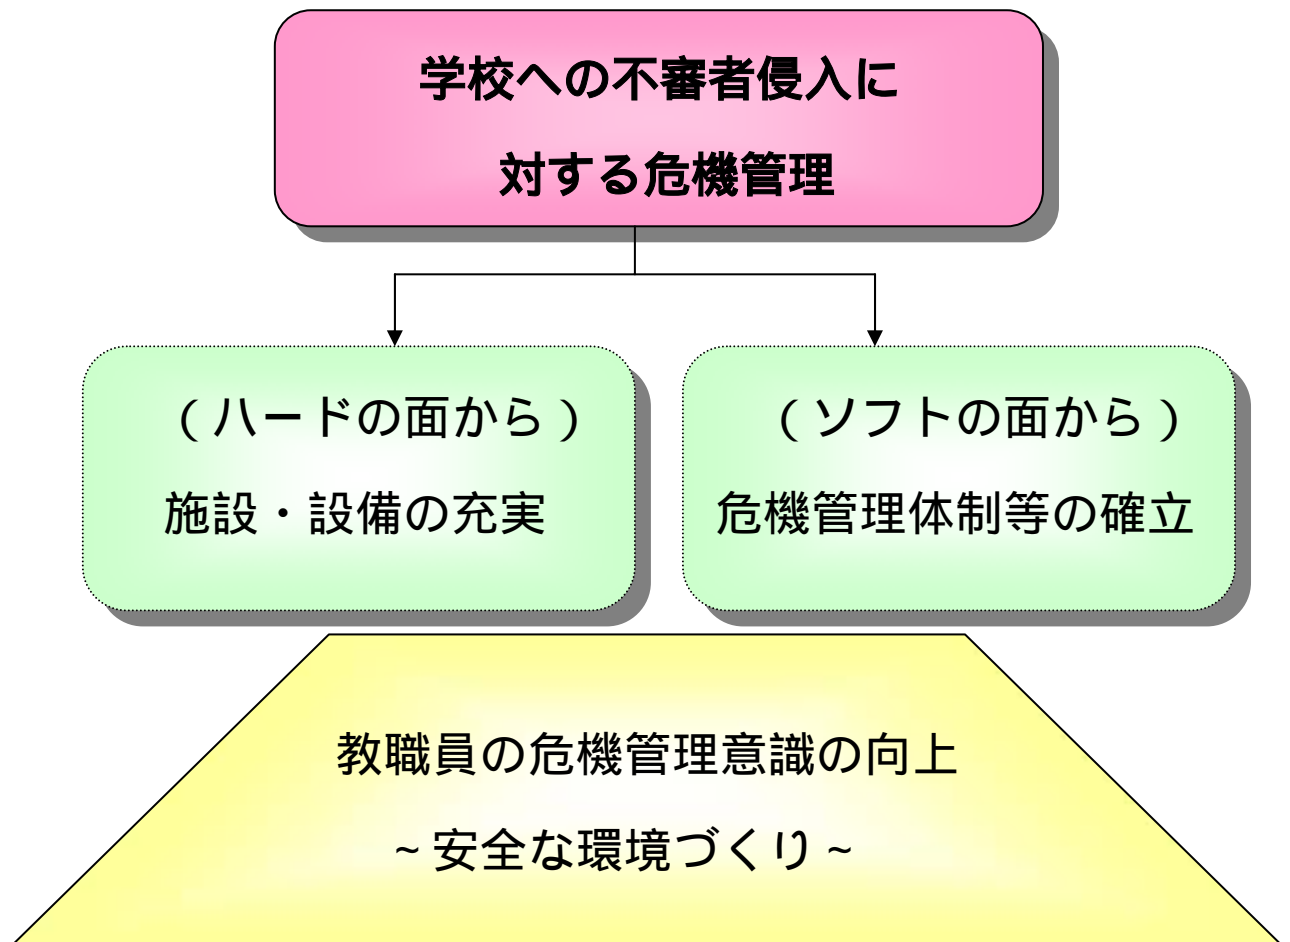 学校への不審者侵入に
対する危機管理
（ハードの面から）
施設・設備の充実
（ソフトの面から）
危機管理体制等の確立
教職員の危機管理意識の向上
~安全な環境づくり~